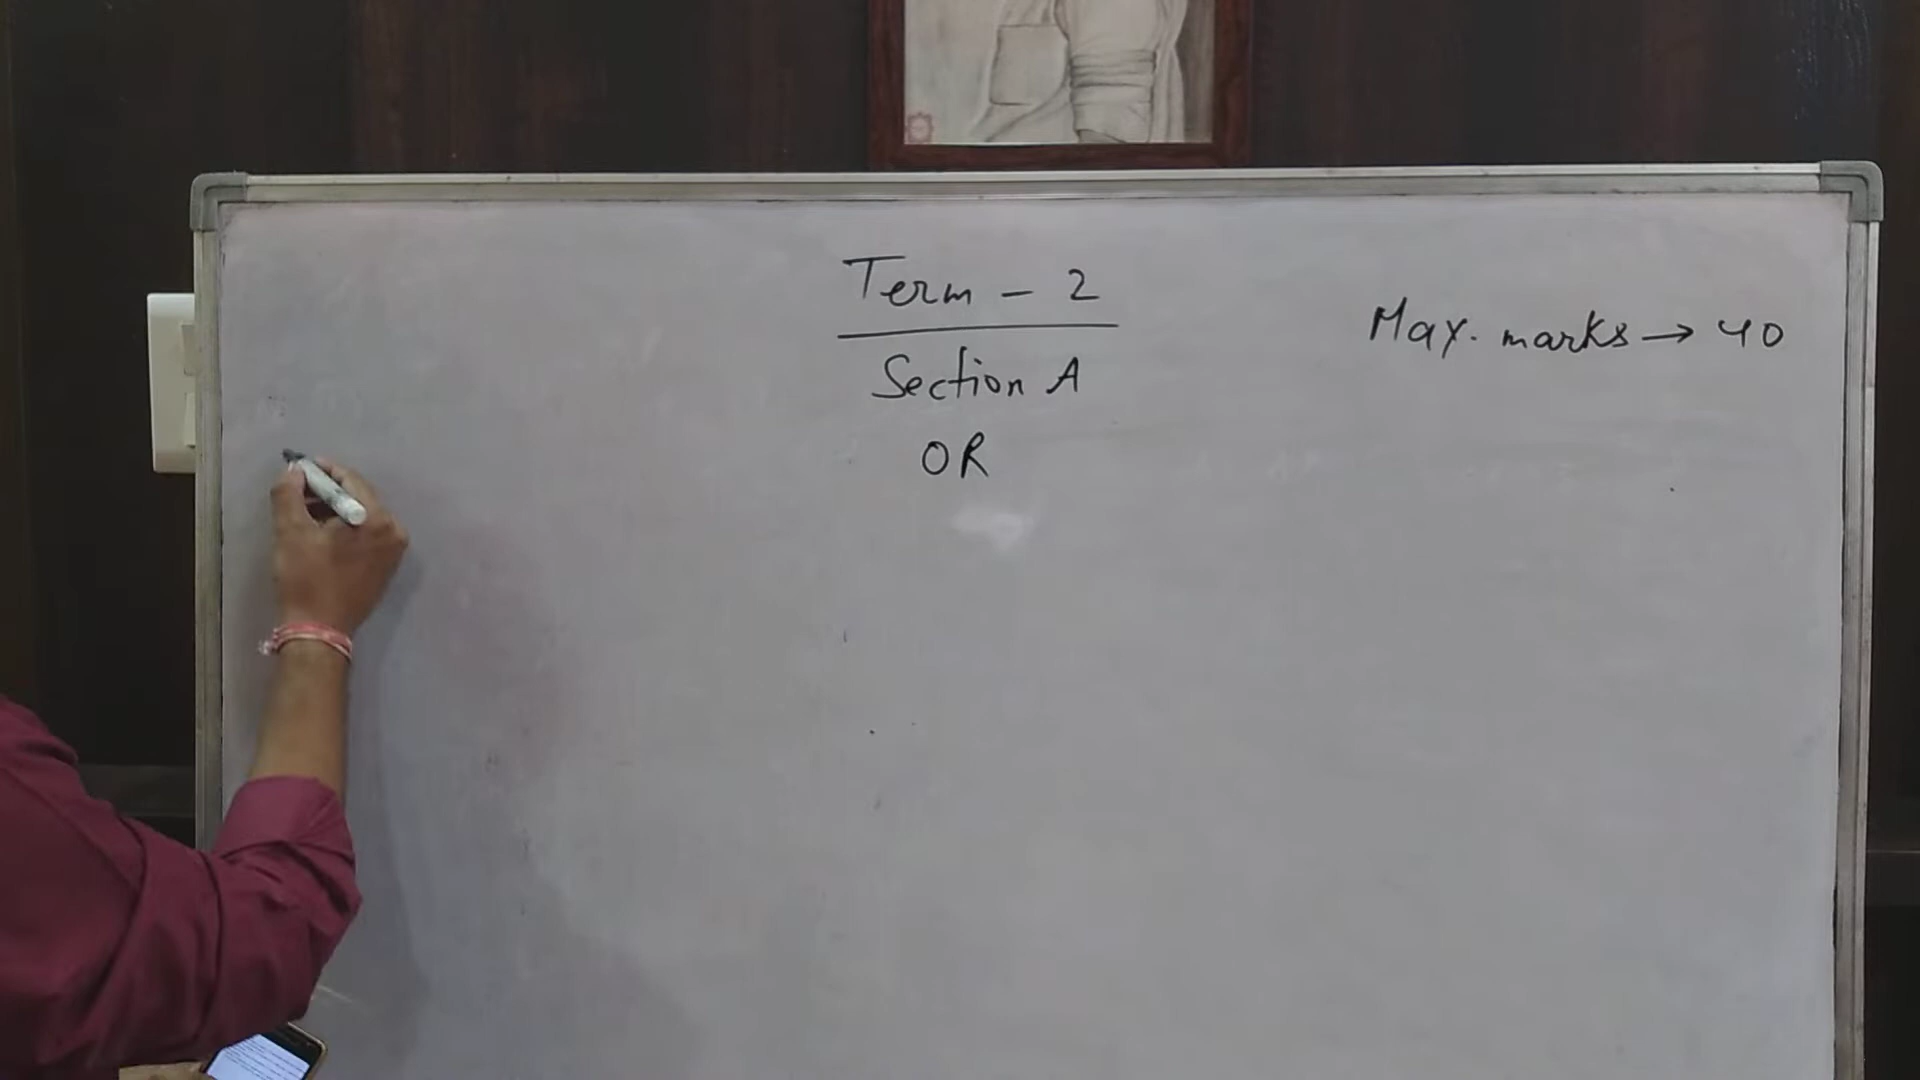 Term - 2
Section A
OR
Max. marks → 40